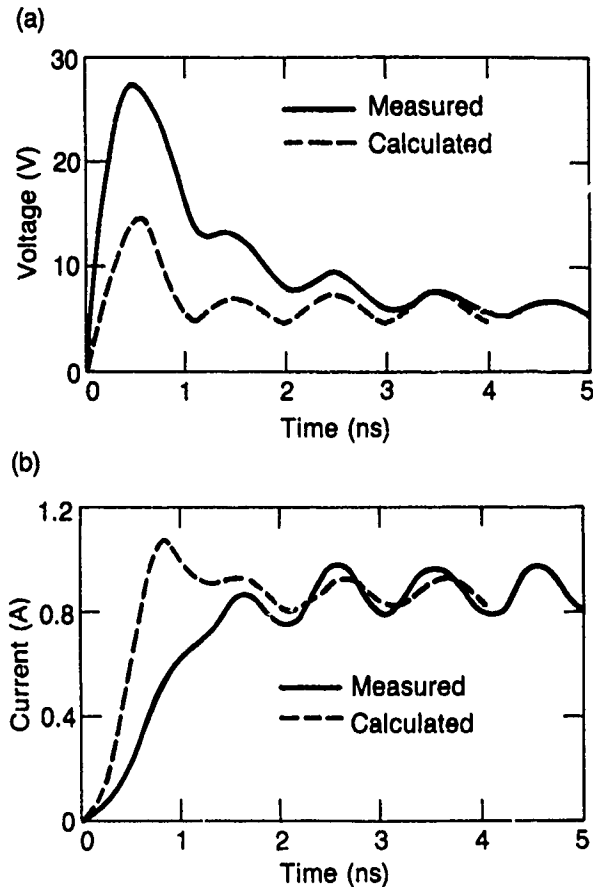 (a)
30
20
10
0
Voltage (V)
Measured
Calculated
0 1 2 3 4 5
Time (ns)
(b)
1.2
0.8
0.4
0
Current (A)
Measured
Calculated
0 1 2 3 4 5
Time (ns)